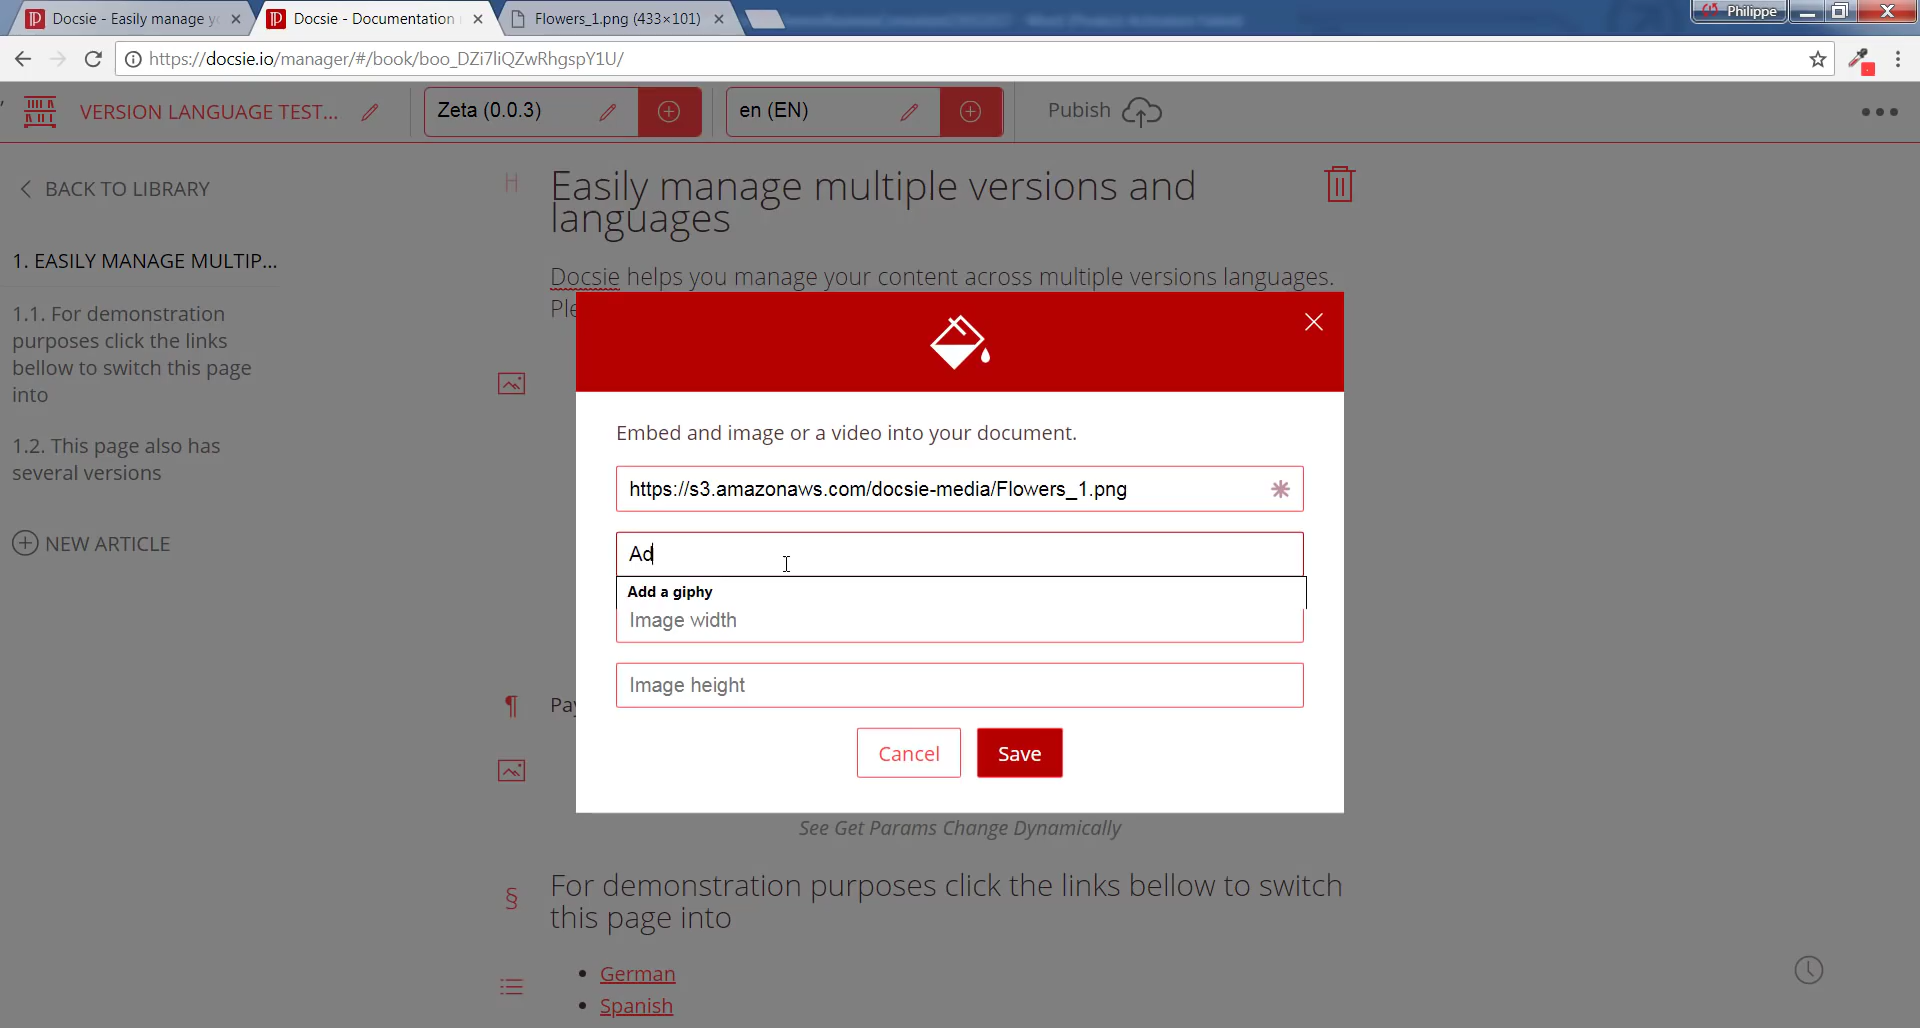 Docsie - Easily manage y
Docsie - Documentation
Flowers_1.png (433×101)
Philippe
https://docsie.io/manager/#/book/boo_DZi7liQZwRhgspY1U/
VERSION LANGUAGE TEST...
Zeta (0.0.3)
en (EN)
Pubish
BACK TO LIBRARY
1. EASILY MANAGE MULTIP...
1.1. For demonstration
purposes click the links
bellow to switch this page
into
1.2. This page also has
several versions
NEW ARTICLE
H
Easily manage multiple versions and
languages
Docsie helps you manage your content across multiple versions languages.
Ple
Embed and image or a video into your document.
https://s3.amazonaws.com/docsie-media/Flowers_1.png
Ad
Add a giphy
Image width
Image height
Cancel
Save
¶
Pay
See Get Params Change Dynamically
§
For demonstration purposes click the links bellow to switch
this page into
German
Spanish